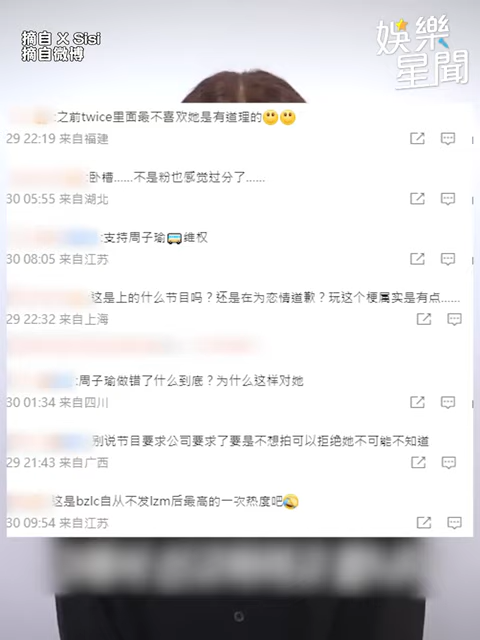 摘自 X Sisi
摘自微博
娛樂
星聞
:之前twice里面最不喜欢她是有道理的
29 22:19 来自福建
:卧槽......不是粉也感觉过分了......
30 05:55 来自湖北
:支持周子瑜维权
30 08:05 来自江苏
这是上的什么节目吗？还是在为恋情道歉？玩这个梗属实是有点......
29 22:32 来自上海
:周子瑜做错了什么到底？为什么这样对她
30 01:34 来自四川
别说节目要求公司要求了要是不想拍可以拒绝她不可能不知道
29 21:43 来自广西
这是bzlc自从不发lzm后最高的一次热度吧
30 09:54 来自江苏